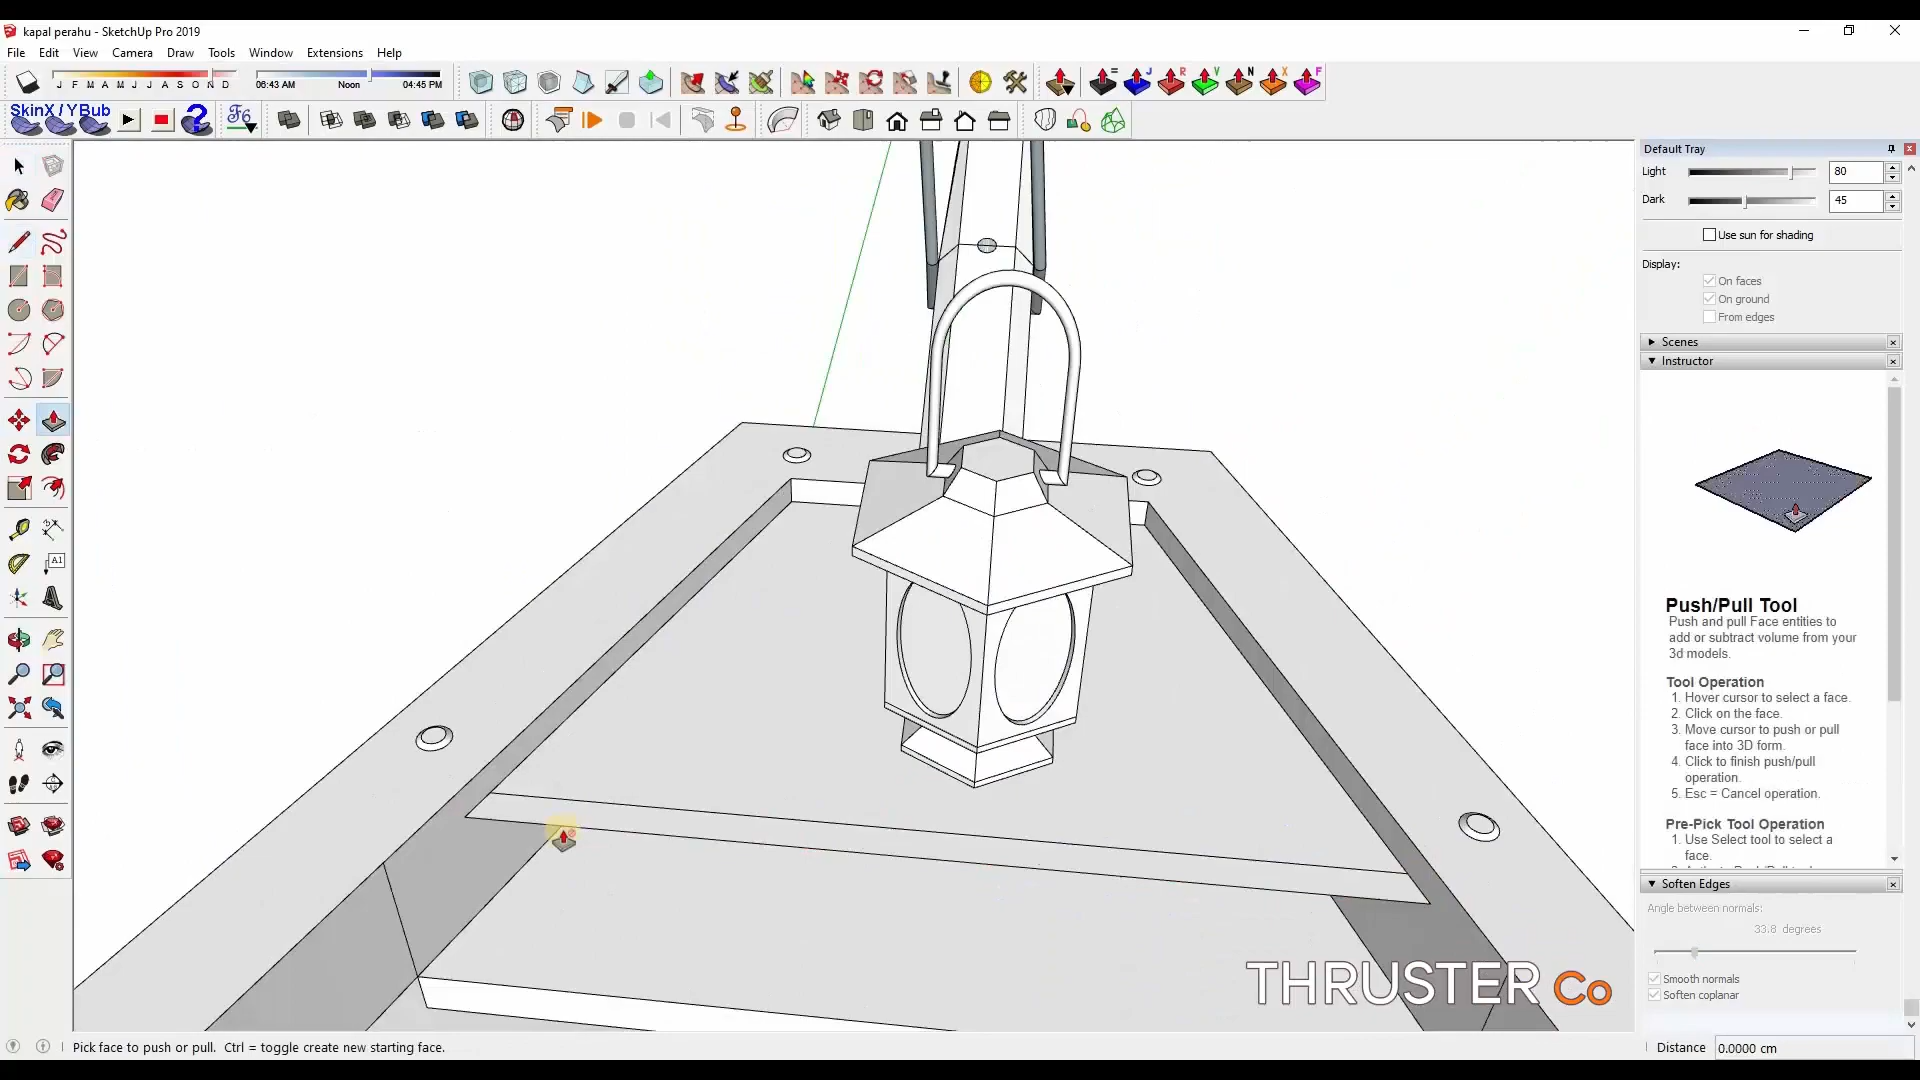 kapal perahu - SketchUp Pro 2019
File Edit View Camera Draw Tools Window Extensions Help
J F M A M J J A S O N D
06:43 AM Noon 04:45 PM
= J R V N X F
SkinX / YBub
?
F6
A1
Default Tray
Light 80
Dark 45
Use sun for shading
Display:
On faces
On ground
From edges
Scenes
Instructor
Push/Pull Tool
Push and pull Face entities to
add or subtract volume from your
3d models.
Tool Operation
1. Hover cursor to select a face.
2. Click on the face.
3. Move cursor to push or pull
face into 3D form.
4. Click to finish push/pull
operation.
5. Esc = Cancel operation.
Pre-Pick Tool Operation
1. Use Select tool to select a
face.
Soften Edges
Angle between normals:
33.8 degrees
Smooth normals
Soften coplanar
THRUSTER Co
Pick face to push or pull. Ctrl = toggle create new starting face.
Distance 0.0000 cm